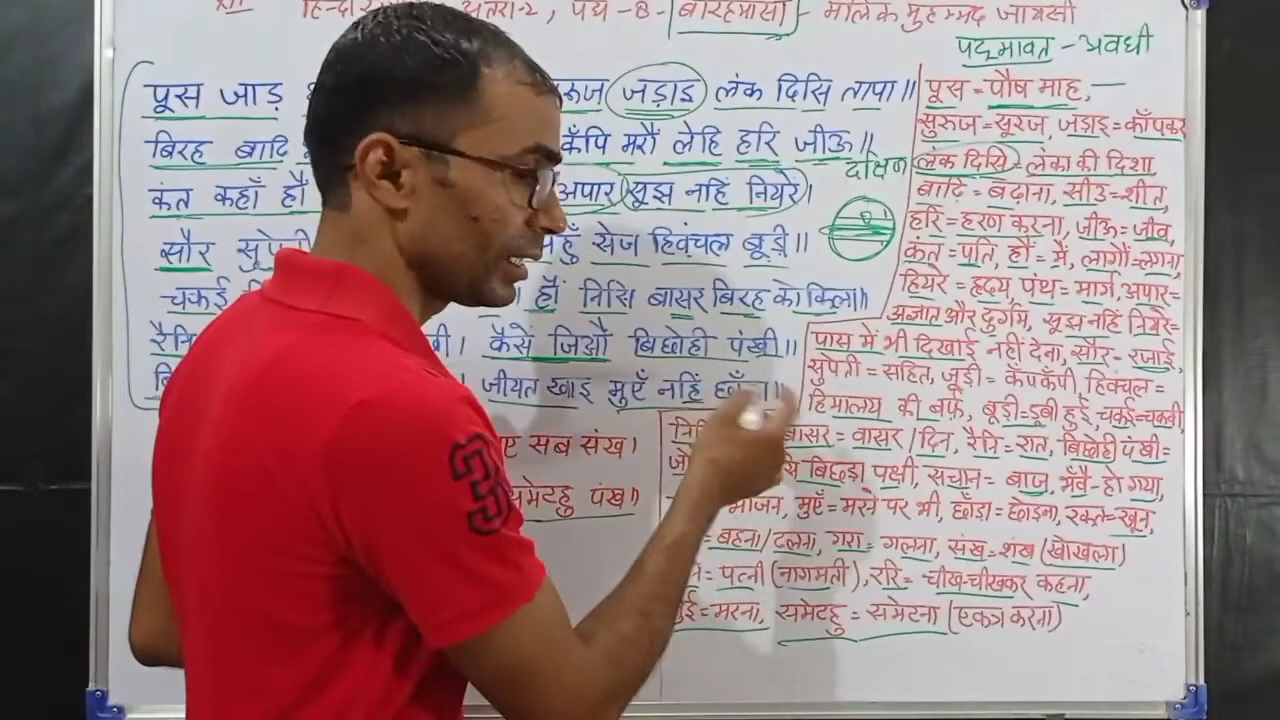 XII हिन्दी अंतरा-2, पद्य-8- बारहमासा - मलिक मुहम्मद जायसी
पद्मावत - अवधी
पूस जाड़ सुरुज जड़ाइ लंक दिसि तापा॥
बिरह बाढ़ि कँपि मरौं लेहि हरि जीऊ॥
कंत कहाँ हौं अपार सूझ नहिं नियरें।
सौर सुपेती सेज हिवंचल बूड़ी॥
चकई हौं निसि बासर बिरह कोकिला॥
रैनि कैसें जिऔं बिछोही पँखी॥
जीयत खाइ मुएँ नहिं छाँड़ा॥
सब संख।
समेटहु पंख॥
दक्षिण
पूस = पौष माह, -
सुरुज = सूरज, जड़ाइ = काँपकर
लंक दिसि = लंका की दिशा,
बाढ़ि = बढ़ाना, सीउ = शीत,
हरि = हरण करना, जीऊ = जीव,
कंत = पति, हौं = मैं, लागौं = लगना,
हियरे = हृदय पंथ = मार्ग, अपार =
अज्ञात और दुर्गम, सूझ नहिं नियरे =
पास में भी दिखाई नहीं देना, सौर = रजाई,
सुपेती = सहित, जूड़ी = कँपकँपी, हिवंचल =
हिमालय की बर्फ, बूड़ी = डूबी हुई, चकई = चकवी,
बासर = वासर / दिन, रैनि = रात, बिछोही पंखी =
बिछड़ा पक्षी, सचान = बाज, भँवै - हो गया,
भोजन, मुएँ = मरने पर भी, छाँड़ा = छोड़ना, रकत = खून,
= बहना / ढलना, गरा = गलना, संख = शंख (खोखला)
= पत्नी (नागमती), ररि = चीख-चीखकर कहना,
मुई = मरना, समेटहु = समेटना (एकत्र करना)
3